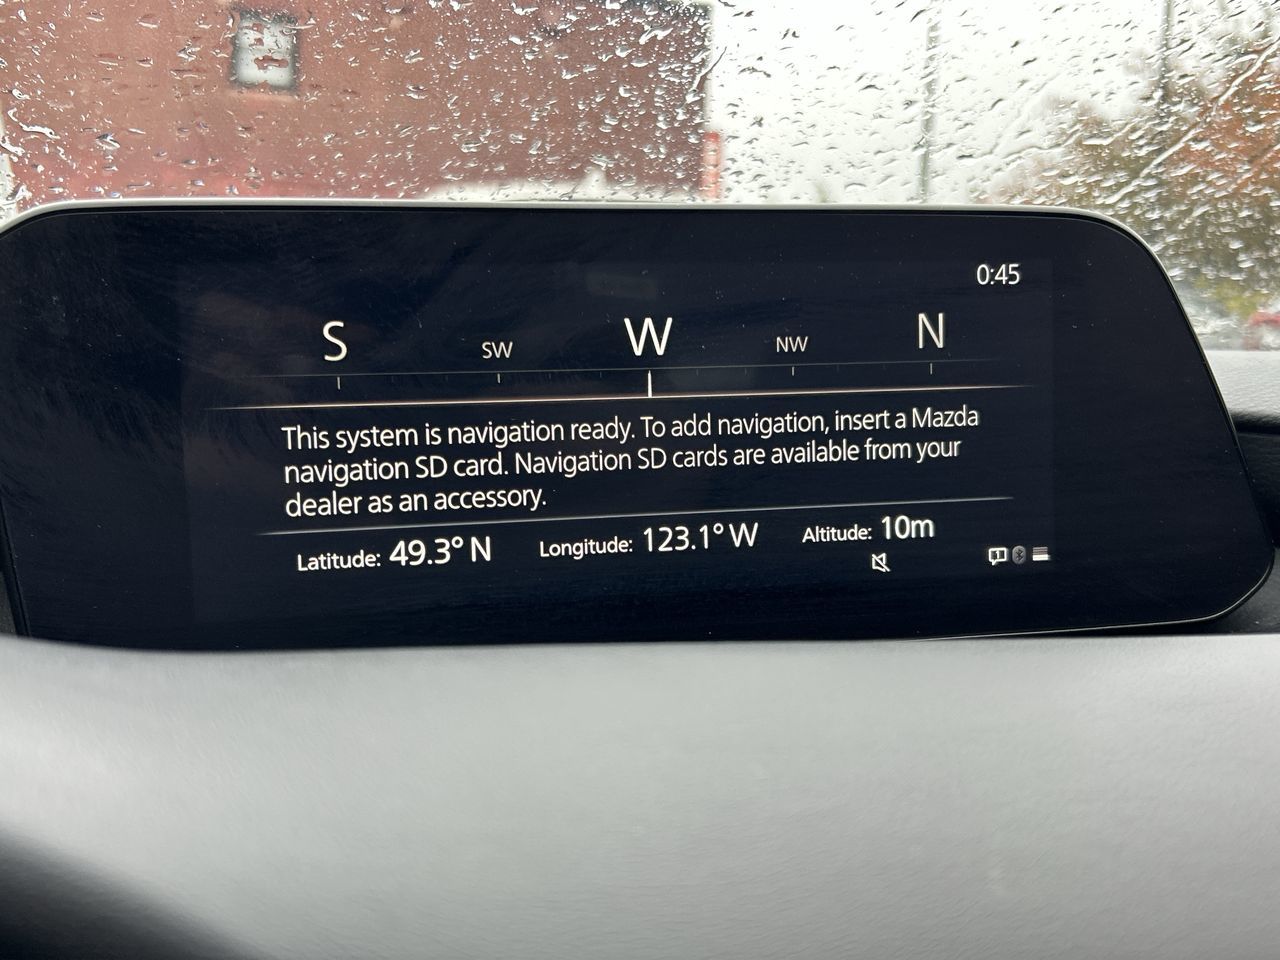 0:45
S SW W NW N
This system is navigation ready. To add navigation, insert a Mazda
navigation SD card. Navigation SD cards are available from your
dealer as an accessory.
Latitude: 49.3° N Longitude: 123.1° W Altitude: 10m
1